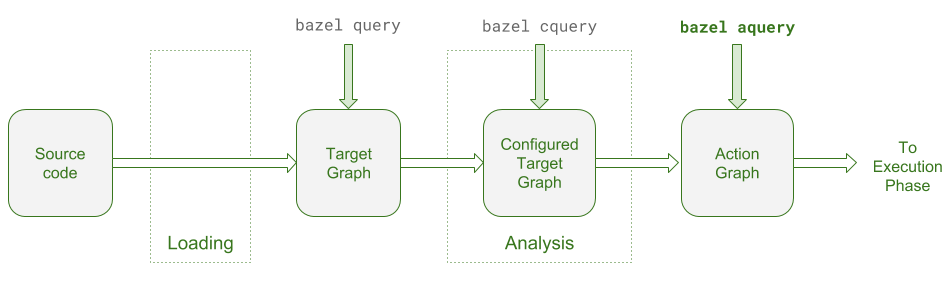 bazel query
bazel cquery
bazel aquery
Source
code
Target
Graph
Configured
Target
Graph
Action
Graph
To
Execution
Phase
Loading
Analysis